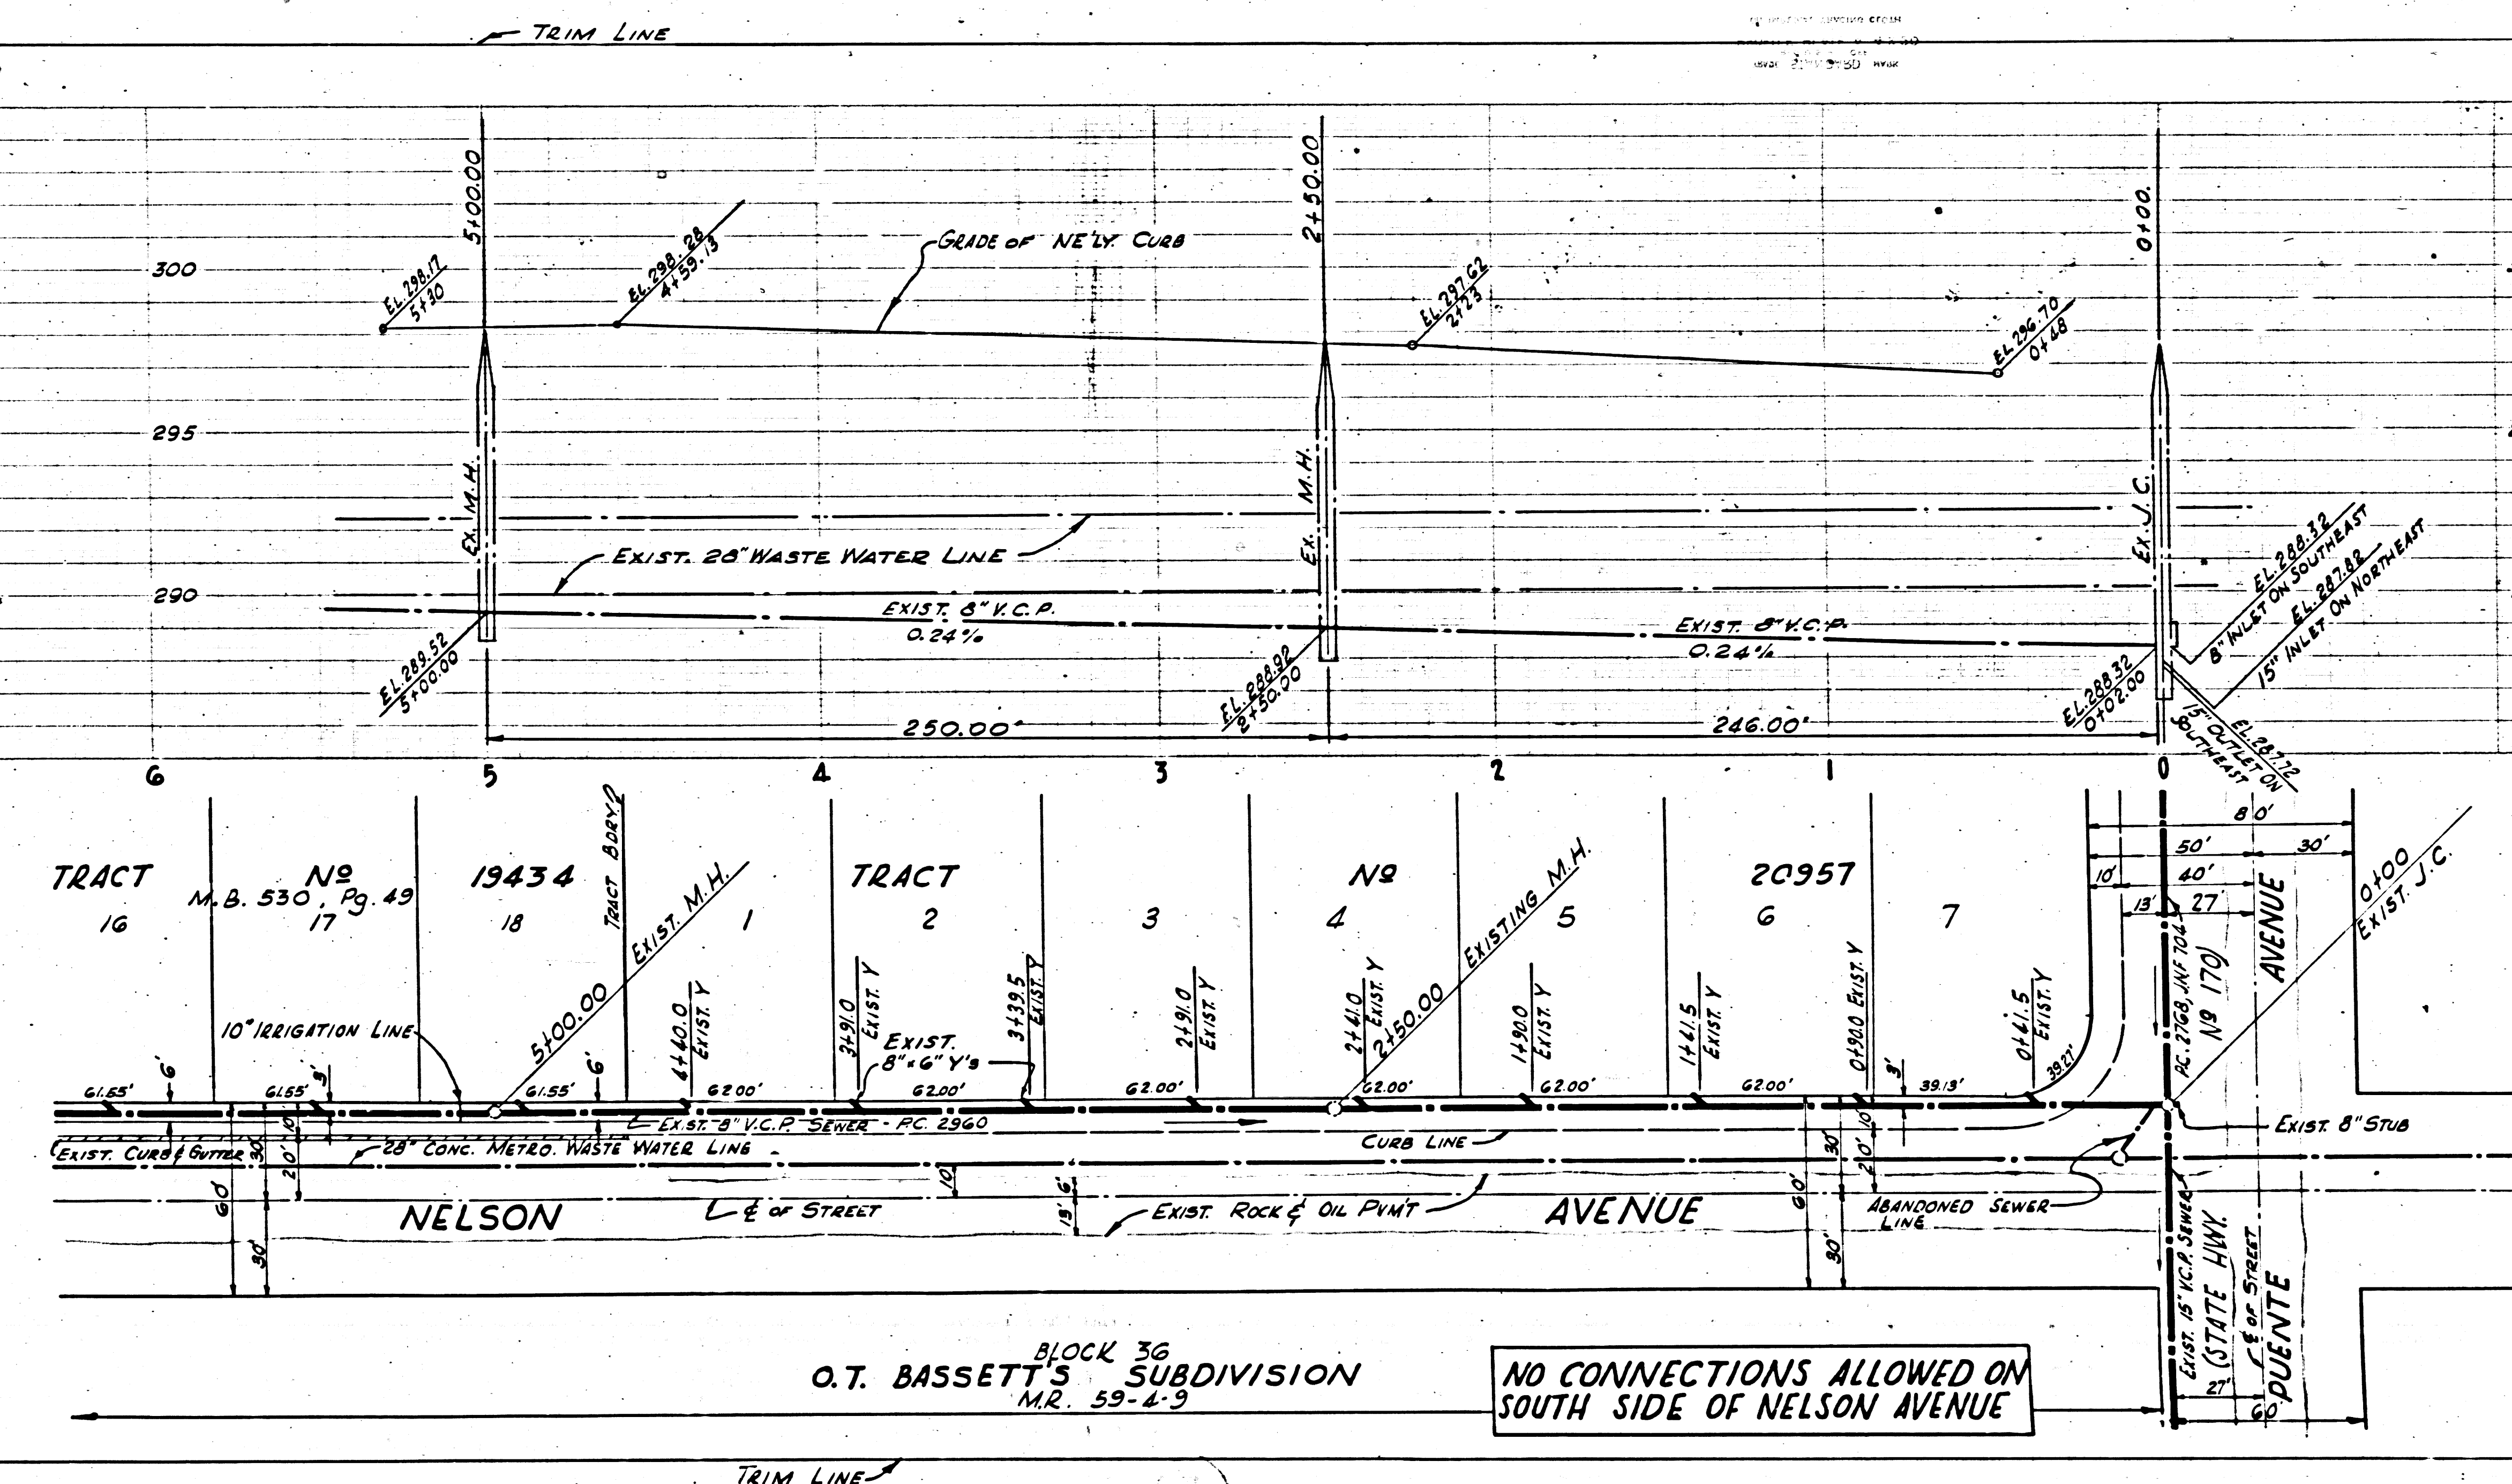 TRIM LINE
5+00.00
2+50.00
0+00.
300
295
290
EL. 298.17
5+30
EL. 298.28
4+59.13
GRADE OF NE'LY. CURB
EL. 297.62
2+23
EL. 296.70
0+48
EX. M.H.
EX. M.H.
EX. J.C.
EXIST. 28" WASTE WATER LINE
EXIST. 8" V.C.P.
0.24%
EXIST. 8" V.C.P.
0.24%
EL. 289.52
5+00.00
EL. 288.92
2+50.00
EL. 288.32
0+02.00
EL. 288.32
8" INLET ON SOUTHEAST
EL. 287.82
15" INLET ON NORTHEAST
EL. 287.72
15" OUTLET ON
SOUTHEAST
250.00'
246.00'
6 5 4 3 2 1 0
TRACT Nº 19434
M.B. 530, Pg. 49
16 17 18
TRACT BDRY.
TRACT Nº 20957
1 2 3 4 5 6 7
5+00.00 EXIST. M.H.
2+50.00 EXISTING M.H.
0+00
EXIST. J.C.
80'
50' 30'
10' 40'
13' 27'
P.C. 2768, J.N.F 704
Nº 170)
AVENUE
10" IRRIGATION LINE
4+40.0
EXIST. Y
3+91.0
EXIST. Y
EXIST.
8"x6" Y's
3+39.5
EXIST. Y
2+91.0
EXIST. Y
2+41.0
EXIST. Y
1+90.0
EXIST. Y
1+41.5
EXIST. Y
0+90.0 EXIST. Y
0+41.5
EXIST. Y
61.55' 6' 61.55' 3' 61.55' 6' 62.00' 62.00' 62.00' 62.00' 62.00' 62.00' 3' 39.13' 39.27'
EXIST. 8" V.C.P. SEWER - P.C. 2960
CURB LINE
EXIST. 8" STUB
EXIST. CURB & GUTTER
28" CONC. METRO. WASTE WATER LINE
60' 30' 30' 10' 20'
10'
6'
15'
60' 30' 30' 10' 20'
NELSON AVENUE
℄ OF STREET
EXIST. ROCK & OIL PVM'T
ABANDONED SEWER
LINE
EXIST. 15" V.C.P. SEWER
(STATE HWY.
℄ OF STREET
PUENTE
27'
60'
BLOCK 36
O.T. BASSETT'S SUBDIVISION
M.R. 59-4-9
NO CONNECTIONS ALLOWED ON
SOUTH SIDE OF NELSON AVENUE
TRIM LINE